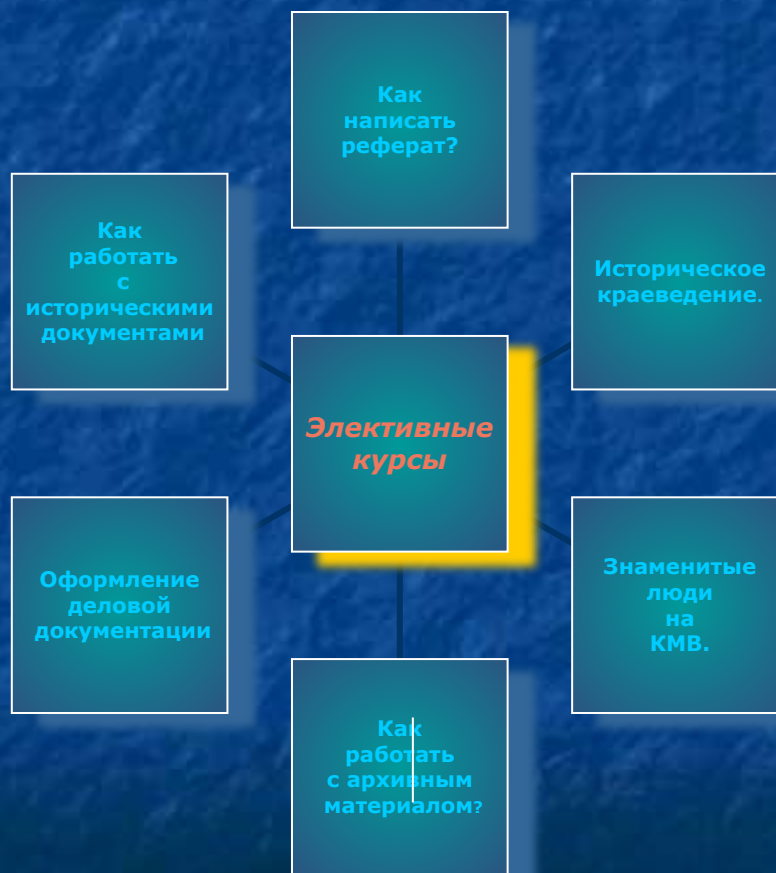 Как
написать
реферат?
Как
работать
с
историческими
документами
Историческое
краеведение.
Элективные
курсы
Оформление
деловой
документации
Знаменитые
люди
на
КМВ.
Как
работать
с архивным
материалом?